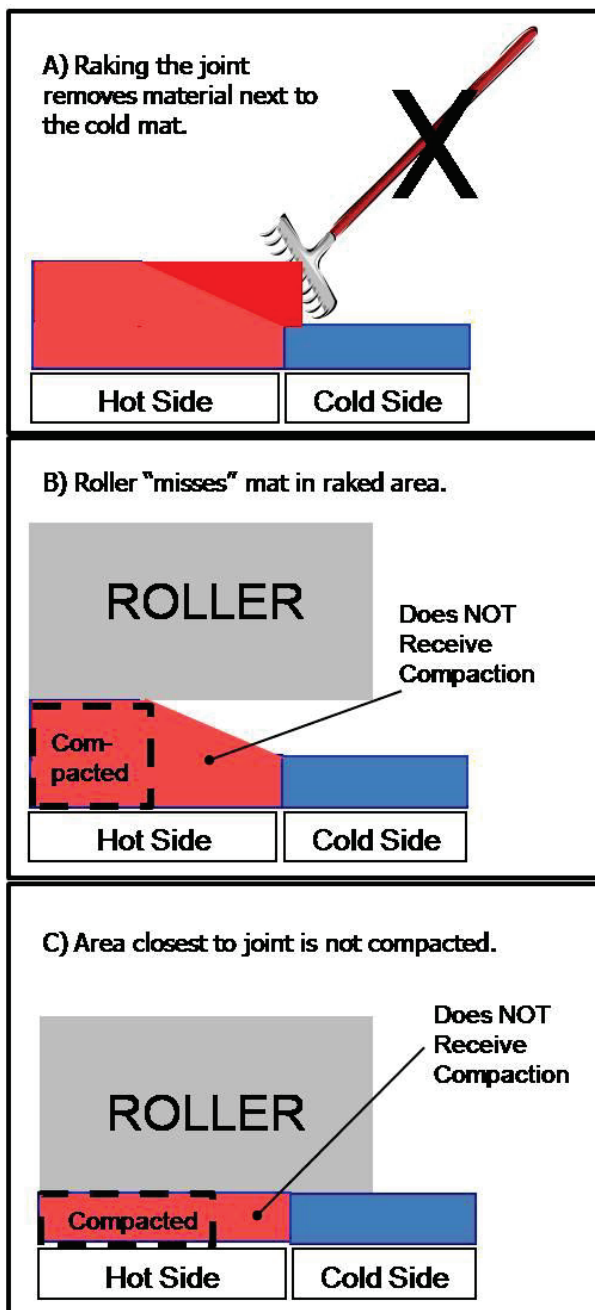 A) Raking the joint
removes material next to
the cold mat.
X
Hot Side
Cold Side
B) Roller “misses” mat in raked area.
ROLLER
Does NOT
Receive
Compaction
Com-
pacted
Hot Side
Cold Side
C) Area closest to joint is not compacted.
Does NOT
Receive
Compaction
ROLLER
Compacted
Hot Side
Cold Side